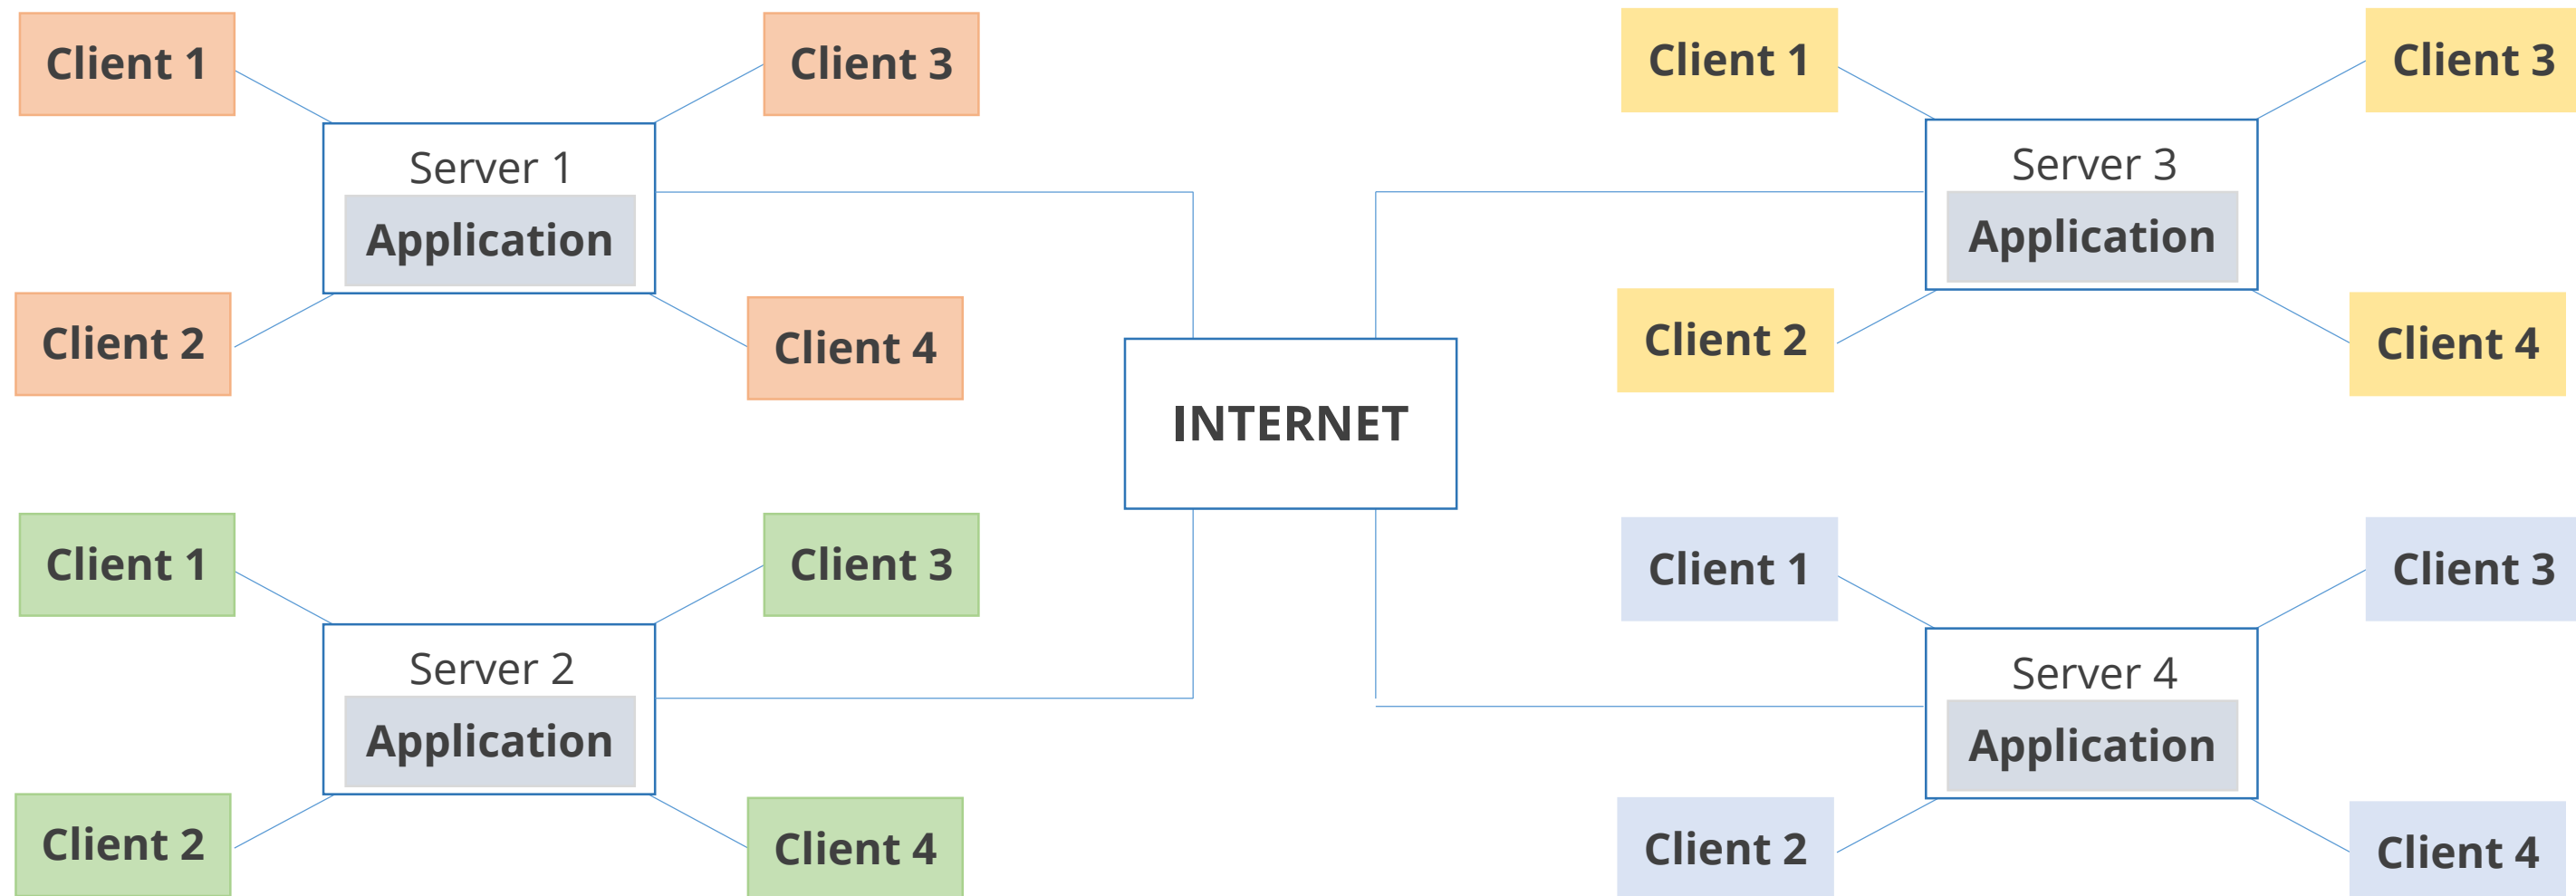 Client 1
Client 3
Server 1
Application
Client 2
Client 4
Client 1
Client 3
Server 3
Application
Client 2
Client 4
INTERNET
Client 1
Client 3
Server 2
Application
Client 2
Client 4
Client 1
Client 3
Server 4
Application
Client 2
Client 4